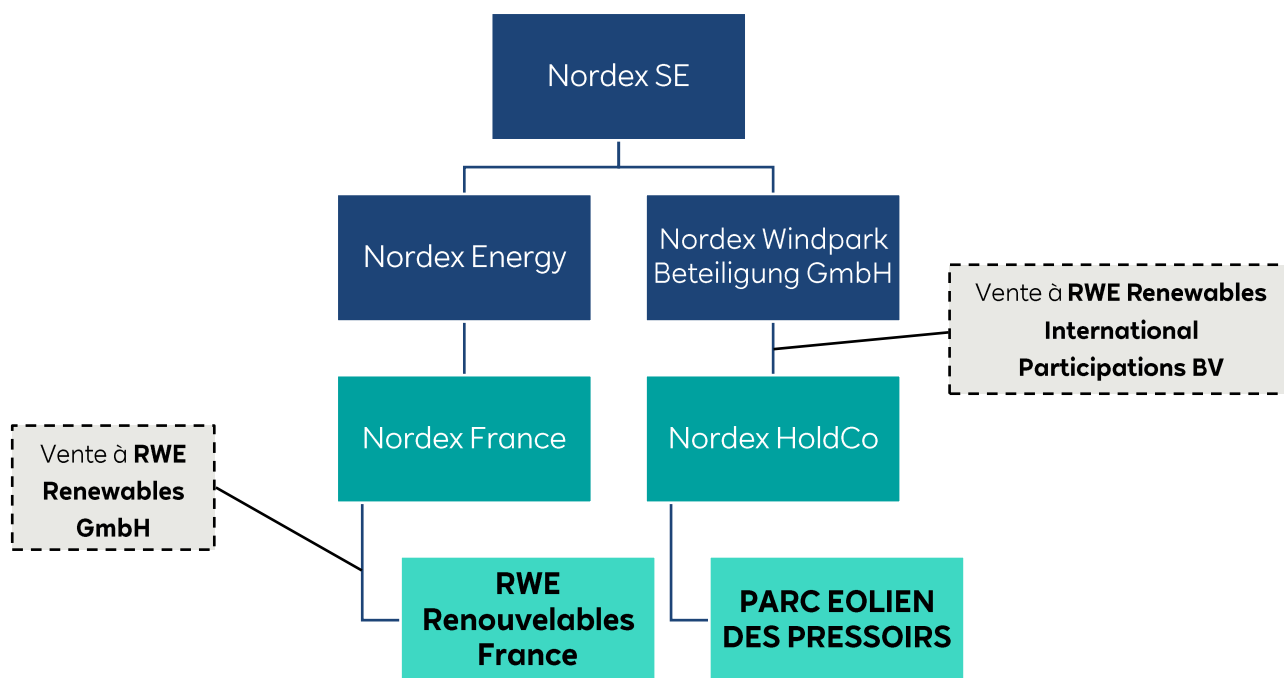 Nordex SE
Nordex Energy
Nordex Windpark
Beteiligung GmbH
Vente à RWE Renewables
International
Participations BV
Nordex France
Nordex HoldCo
Vente à RWE
Renewables
GmbH
RWE
Renouvelables
France
PARC EOLIEN
DES PRESSOIRS